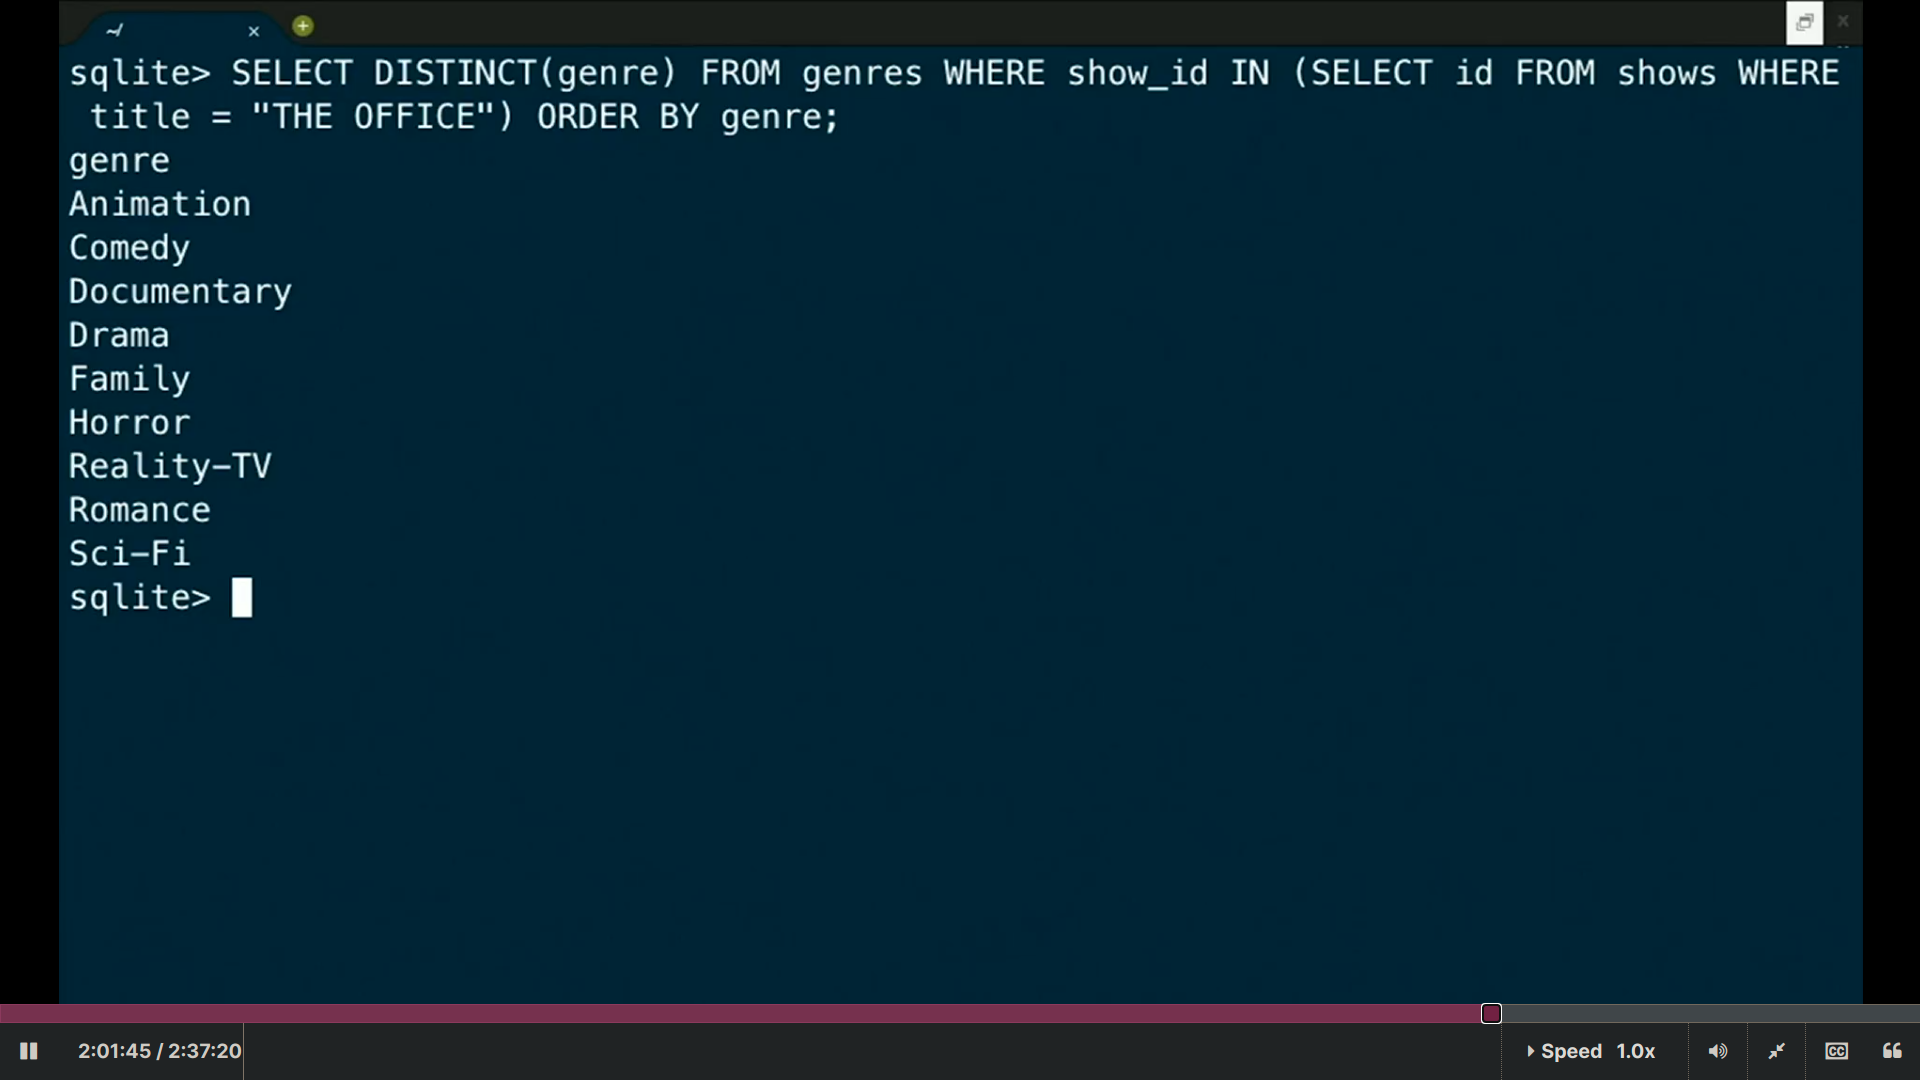 ~/
sqlite> SELECT DISTINCT(genre) FROM genres WHERE show_id IN (SELECT id FROM shows WHERE
title = "THE OFFICE") ORDER BY genre;
genre
Animation
Comedy
Documentary
Drama
Family
Horror
Reality-TV
Romance
Sci-Fi
sqlite>
2:01:45 / 2:37:20
Speed 1.0x
CC